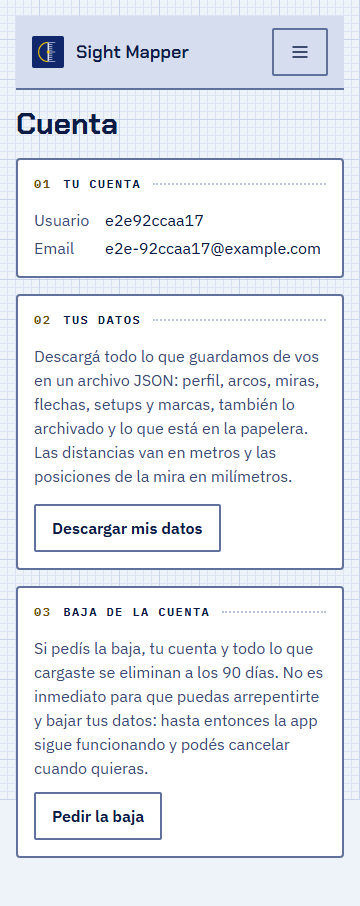 Sight Mapper
Cuenta
01 TU CUENTA
Usuario e2e92ccaa17
Email e2e-92ccaa17@example.com
02 TUS DATOS
Descargá todo lo que guardamos de vos
en un archivo JSON: perfil, arcos, miras,
flechas, setups y marcas, también lo
archivado y lo que está en la papelera.
Las distancias van en metros y las
posiciones de la mira en milímetros.
Descargar mis datos
03 BAJA DE LA CUENTA
Si pedís la baja, tu cuenta y todo lo que
cargaste se eliminan a los 90 días. No es
inmediato para que puedas arrepentirte
y bajar tus datos: hasta entonces la app
sigue funcionando y podés cancelar
cuando quieras.
Pedir la baja